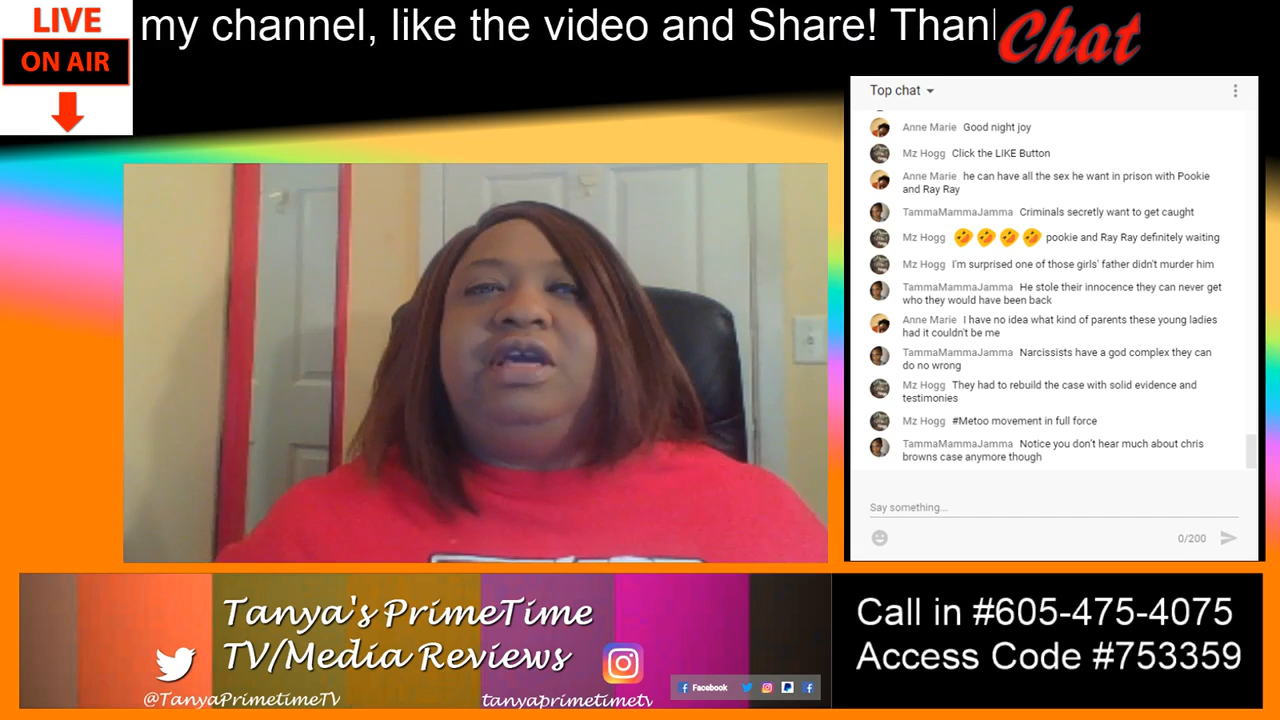 LIVE
ON AIR
my channel, like the video and Share! Thank
Chat
Top chat
Anne Marie Good night joy
Mz Hogg Click the LIKE Button
Anne Marie he can have all the sex he want in prison with Pookie
and Ray Ray
TammaMammaJamma Criminals secretly want to get caught
Mz Hogg 🤣🤣🤣🤣 pookie and Ray Ray definitely waiting
Mz Hogg I'm surprised one of those girls' father didn't murder him
TammaMammaJamma He stole their innocence they can never get
who they would have been back
Anne Marie I have no idea what kind of parents these young ladies
had it couldn't be me
TammaMammaJamma Narcissists have a god complex they can
do no wrong
Mz Hogg They had to rebuild the case with solid evidence and
testimonies
Mz Hogg #Metoo movement in full force
TammaMammaJamma Notice you don't hear much about chris
browns case anymore though
Say something...
0/200
Tanya's PrimeTime
TV/Media Reviews
@TanyaPrimetimeTV
tanyaprimetimetv
Facebook
Call in #605-475-4075
Access Code #753359